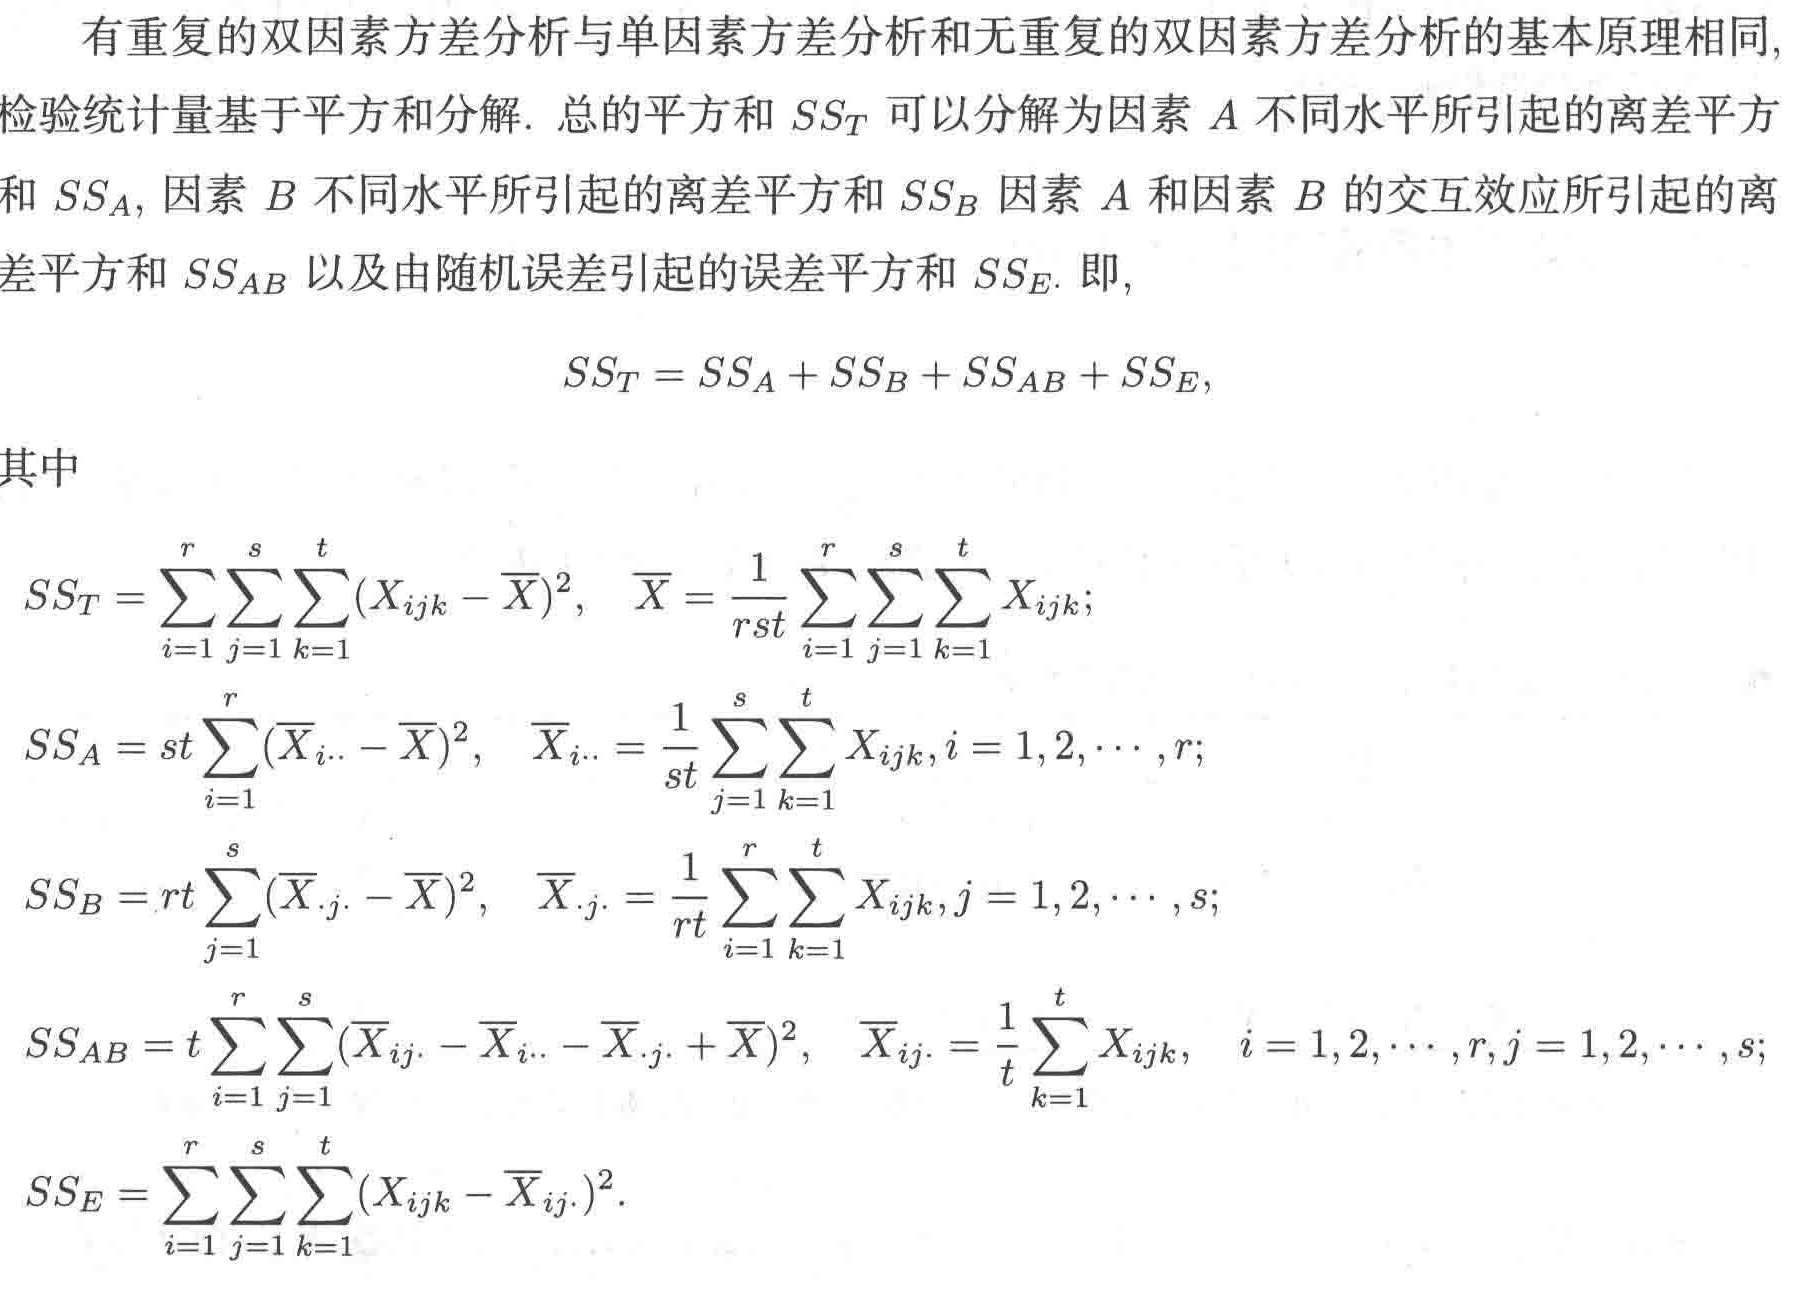 有重复的双因素方差分析与单因素方差分析和无重复的双因素方差分析的基本原理相同,
检验统计量基于平方和分解. 总的平方和 $SS_T$ 可以分解为因素 $A$ 不同水平所引起的离差平方
和 $SS_A$, 因素 $B$ 不同水平所引起的离差平方和 $SS_B$ 因素 $A$ 和因素 $B$ 的交互效应所引起的离
差平方和 $SS_{AB}$ 以及由随机误差引起的误差平方和 $SS_E$. 即,
$SS_T = SS_A + SS_B + SS_{AB} + SS_E,$
其中
$SS_T = \sum_{i=1}^{r}\sum_{j=1}^{s}\sum_{k=1}^{t}(X_{ijk} - \overline{X})^2, \quad \overline{X} = \frac{1}{rst}\sum_{i=1}^{r}\sum_{j=1}^{s}\sum_{k=1}^{t}X_{ijk};$
$SS_A = st\sum_{i=1}^{r}(\overline{X}_{i\cdot\cdot} - \overline{X})^2, \quad \overline{X}_{i\cdot\cdot} = \frac{1}{st}\sum_{j=1}^{s}\sum_{k=1}^{t}X_{ijk}, i = 1,2,\cdots,r;$
$SS_B = rt\sum_{j=1}^{s}(\overline{X}_{\cdot j\cdot} - \overline{X})^2, \quad \overline{X}_{\cdot j\cdot} = \frac{1}{rt}\sum_{i=1}^{r}\sum_{k=1}^{t}X_{ijk}, j = 1,2,\cdots,s;$
$SS_{AB} = t\sum_{i=1}^{r}\sum_{j=1}^{s}(\overline{X}_{ij\cdot} - \overline{X}_{i\cdot\cdot} - \overline{X}_{\cdot j\cdot} + \overline{X})^2, \quad \overline{X}_{ij\cdot} = \frac{1}{t}\sum_{k=1}^{t}X_{ijk}, \quad i = 1,2,\cdots,r, j = 1,2,\cdots,s;$
$SS_E = \sum_{i=1}^{r}\sum_{j=1}^{s}\sum_{k=1}^{t}(X_{ijk} - \overline{X}_{ij\cdot})^2.$